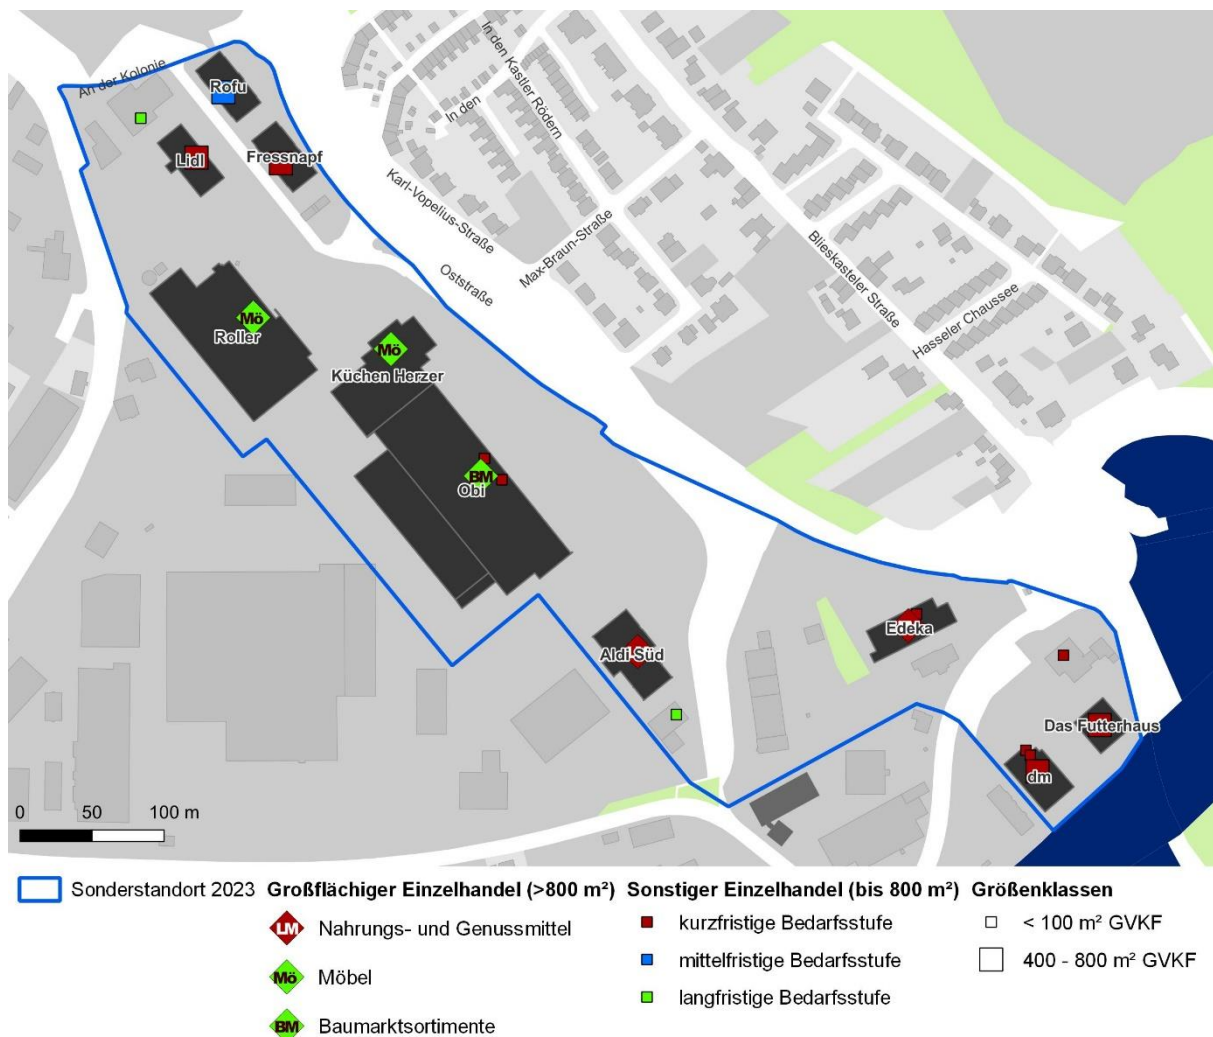 An der Kolonie
Rofu
Lidl
Fressnapf
In den
In den Kastler Rödern
Karl-Vopelius-Straße
Max-Braun-Straße
Oststraße
Blieskasteler Straße
Hasseler Chaussee
Mö
Roller
Mö
Küchen Herzer
BM
Obi
Aldi Süd
Edeka
Das Futterhaus
dm
0 50 100 m
Sonderstandort 2023
Großflächiger Einzelhandel (>800 m²)
LM Nahrungs- und Genussmittel
Mö Möbel
BM Baumarktsortimente
Sonstiger Einzelhandel (bis 800 m²)
kurzfristige Bedarfsstufe
mittelfristige Bedarfsstufe
langfristige Bedarfsstufe
Größenklassen
< 100 m² GVKF
400 - 800 m² GVKF